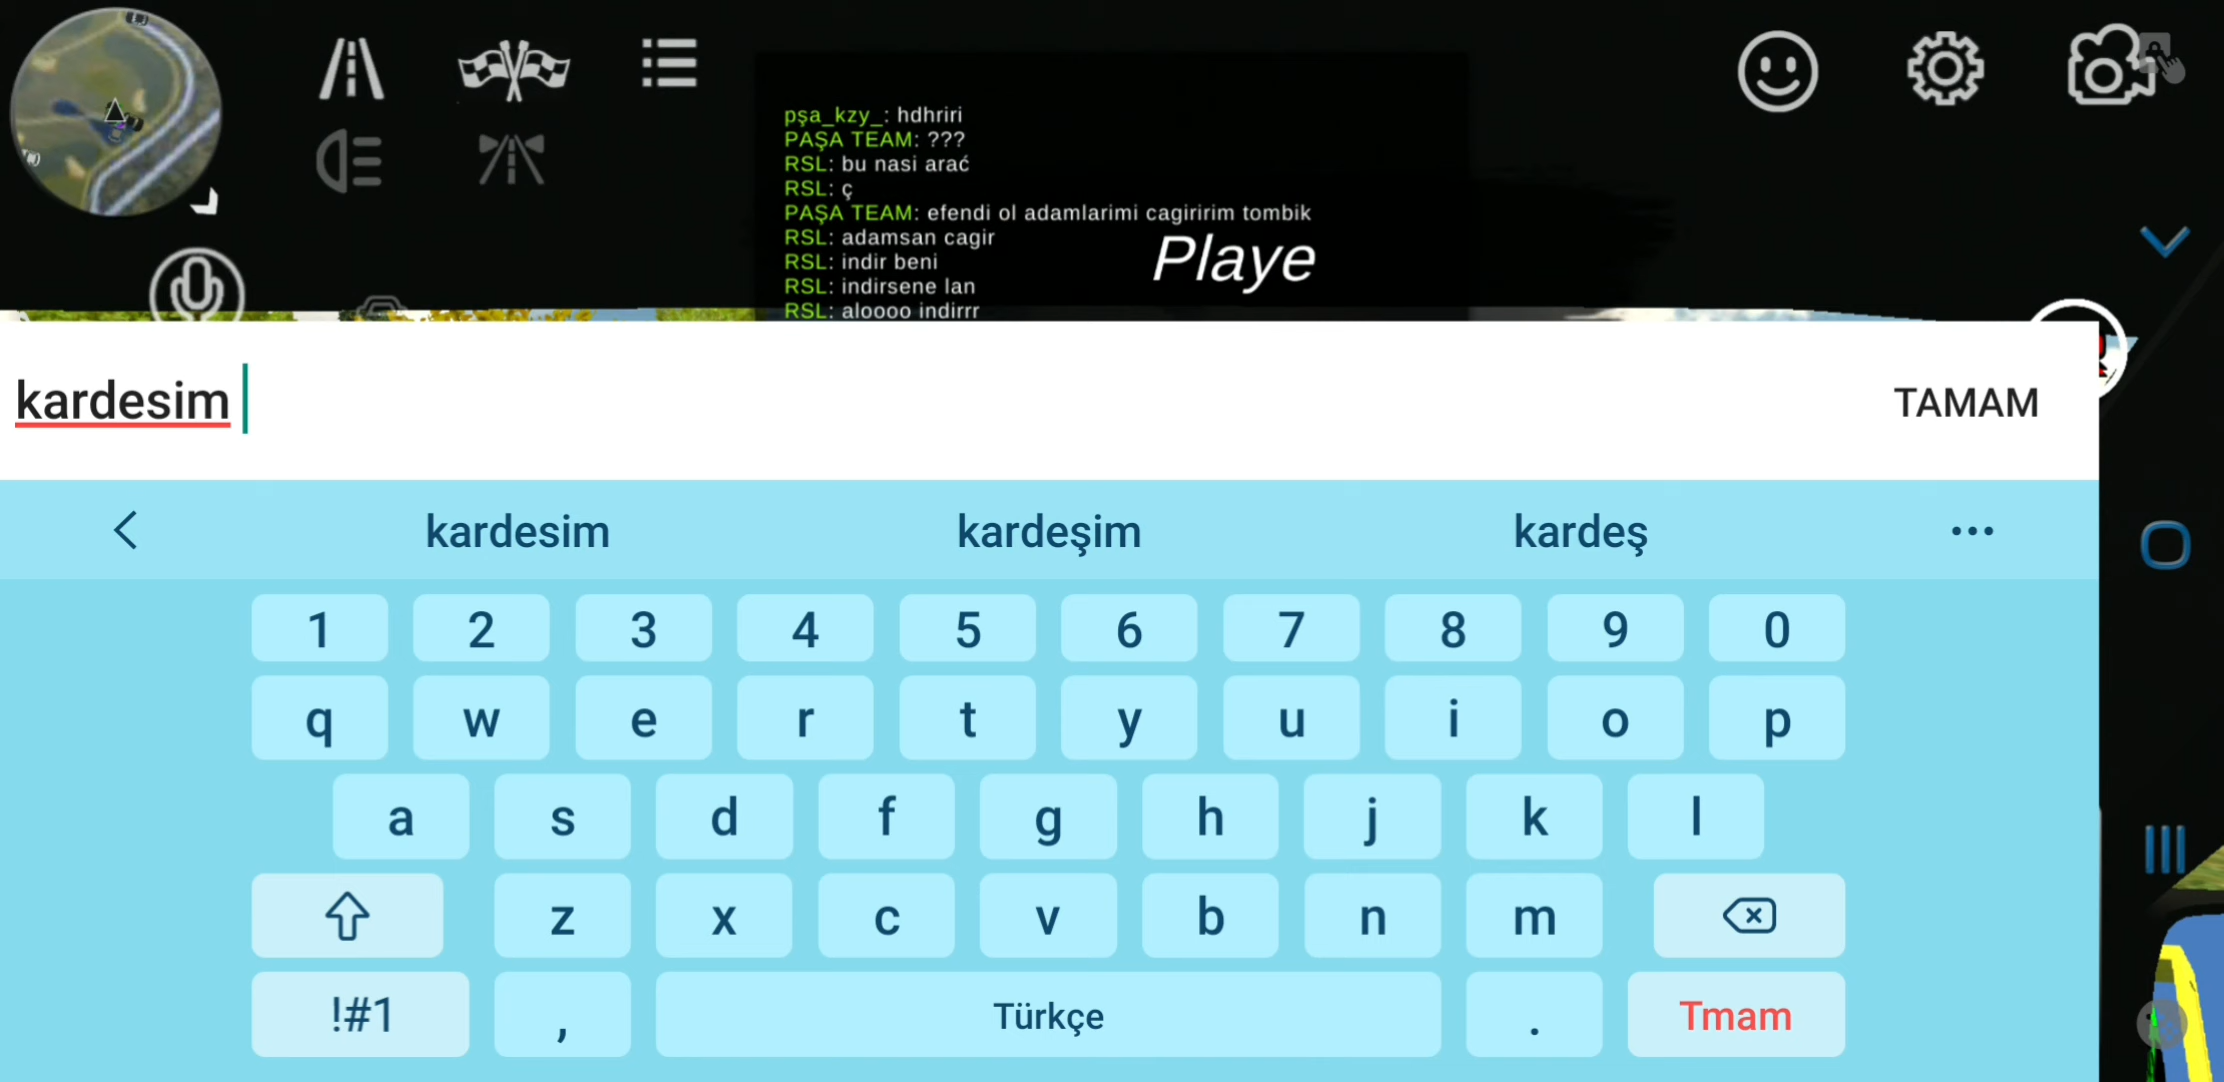 pşa_kzy_: hdhriri
PAŞA TEAM: ???
RSL: bu nasi arać
RSL: ç
PAŞA TEAM: efendi ol adamlarimi cagiririm tombik
RSL: adamsan cagir
RSL: indir beni
RSL: indirsene lan
RSL: aloooo indirrr
Playe
kardesim
TAMAM
kardesim kardeşim kardeş
1 2 3 4 5 6 7 8 9 0
q w e r t y u i o p
a s d f g h j k l
z x c v b n m
!#1 , Türkçe . Tmam